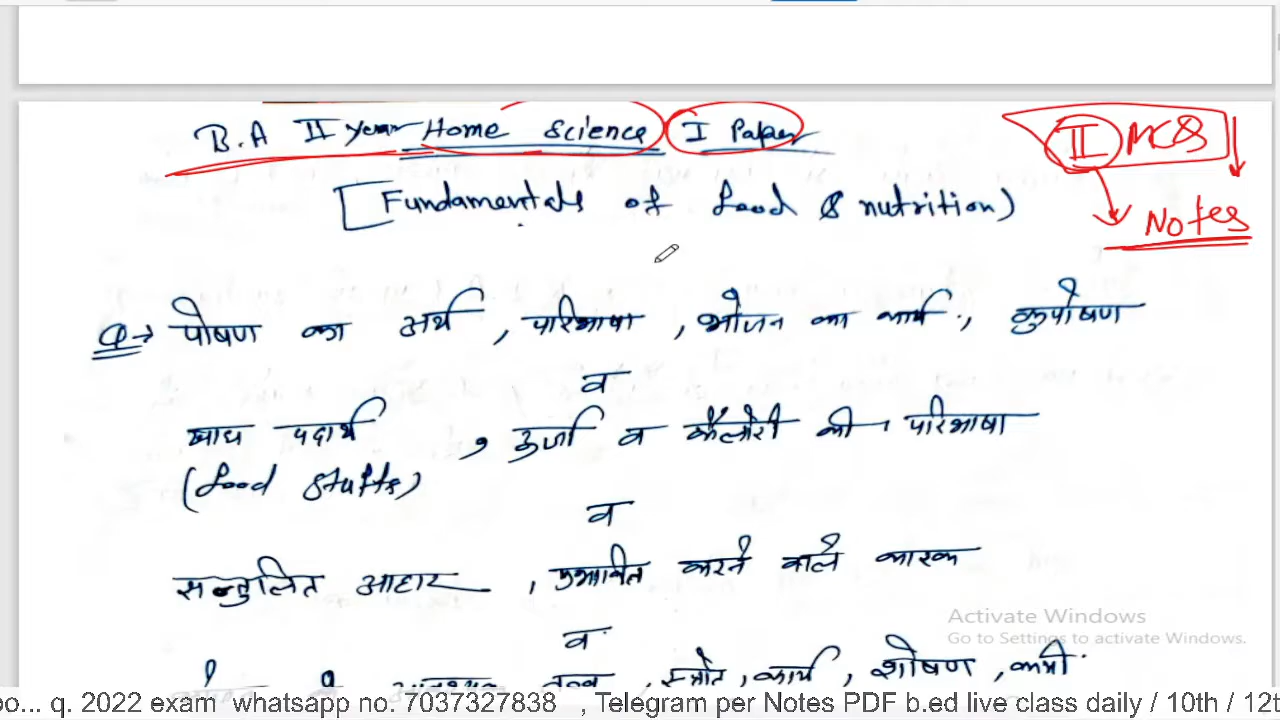 B.A II year Home Science I Paper
II MCQ
Notes
[Fundamentals of food & nutrition)
Q→ पोषण का अर्थ, परिभाषा, भोजन का कार्य, कुपोषण
व
खाद्य पदार्थ, ऊर्जा व कैलोरी की परिभाषा
(food stuffs)
व
सन्तुलित आहार, प्रभावित करने वाले कारक
व
तत्व, स्त्रोत, कार्य, शोषण, कमी
Activate Windows
Go to Settings to activate Windows.
... q. 2022 exam whatsapp no. 7037327838 , Telegram per Notes PDF b.ed live class daily / 10th / 12t